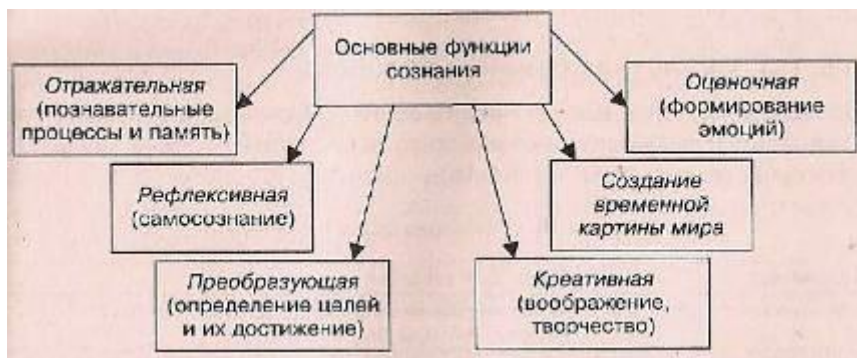 Основные функции
сознания
Отражательная
(познавательные
процессы и память)
Оценочная
(формирование
эмоций)
Рефлексивная
(самосознание)
Создание
временной
картины мира
Преобразующая
(определение целей
и их достижение)
Креативная
(воображение,
творчество)